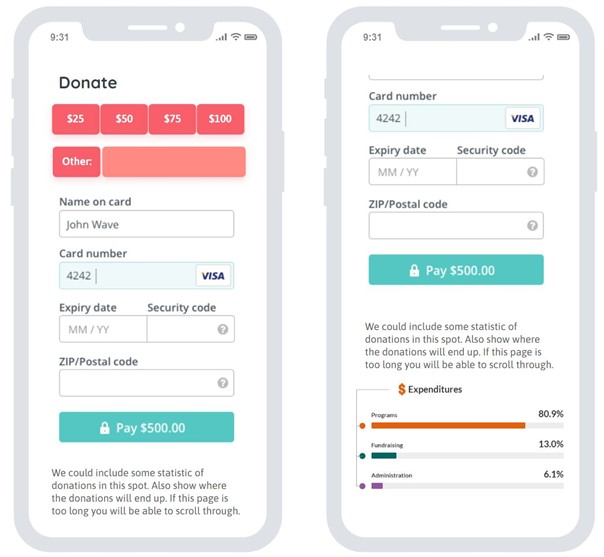 9:31
Donate
$25 $50 $75 $100
Other:
Name on card
John Wave
Card number
4242 VISA
Expiry date Security code
MM / YY ?
ZIP/Postal code
?
Pay $500.00
We could include some statistic of
donations in this spot. Also show where
the donations will end up. If this page is
too long you will be able to scroll through.
9:31
Card number
4242 VISA
Expiry date Security code
MM / YY ?
ZIP/Postal code
?
Pay $500.00
We could include some statistic of
donations in this spot. Also show where
the donations will end up. If this page is
too long you will be able to scroll through.
$ Expenditures
Programs 80.9%
Fundraising 13.0%
Administration 6.1%